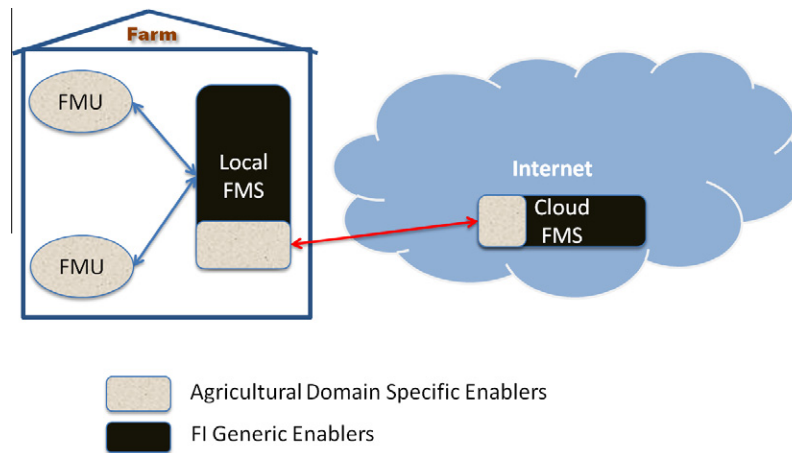 Farm
FMU
Local
FMS
FMU
Internet
Cloud
FMS
Agricultural Domain Specific Enablers
FI Generic Enablers